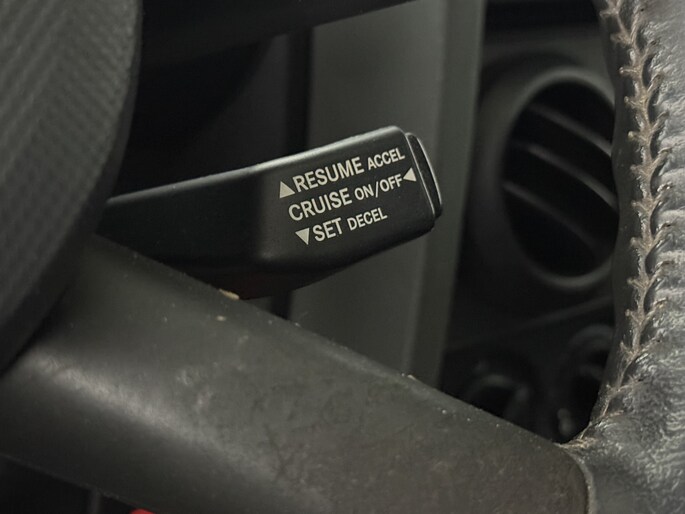 ▲RESUME ACCEL
CRUISE ON/OFF◀
▼SET DECEL